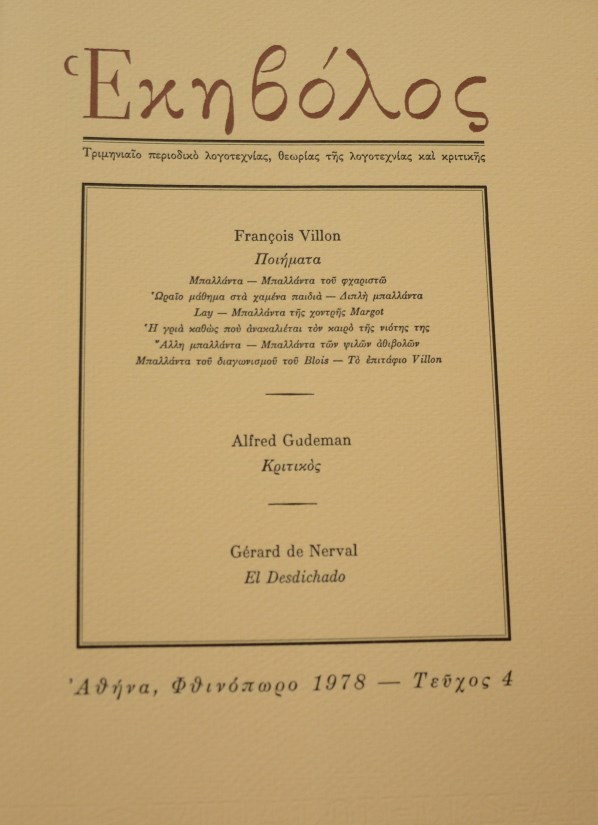 Ἑκηβόλος
Τριμηνιαῖο περιοδικὸ λογοτεχνίας, θεωρίας τῆς λογοτεχνίας καὶ κριτικῆς
François Villon
Ποιήματα
Μπαλλάντα — Μπαλλάντα τοῦ φχαριστῶ
Ὡραῖο μάθημα στὰ χαμένα παιδιὰ — Διπλὴ μπαλλάντα
Lay — Μπαλλάντα τῆς χοντρῆς Margot
Ἡ γριὰ καθὼς ποὺ ἀνακαλιέται τὸν καιρὸ τῆς νιότης της
Ἄλλη μπαλλάντα — Μπαλλάντα τῶν ψιλῶν ἀθιβολῶν
Μπαλλάντα τοῦ διαγωνισμοῦ τοῦ Blois — Τὸ ἐπιτάφιο Villon
Alfred Gudeman
Κριτικὸς
Gérard de Nerval
El Desdichado
Ἀθήνα, Φθινόπωρο 1978 — Τεῦχος 4